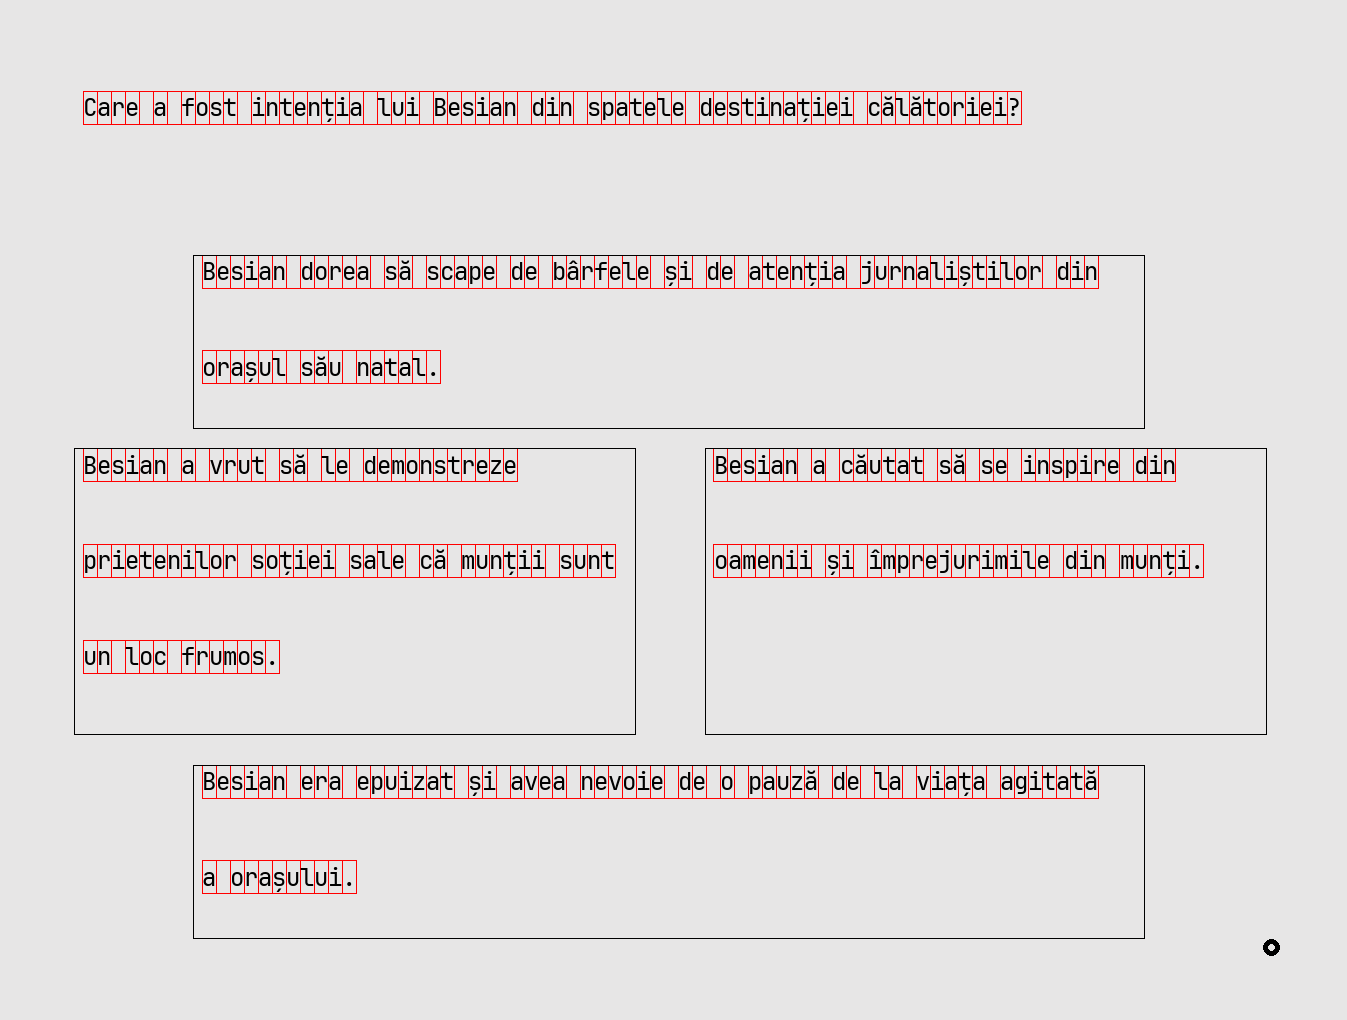 Care a fost intenția lui Besian din spatele destinației călătoriei?
Besian dorea să scape de bârfele și de atenția jurnaliștilor din
orașul său natal.
Besian a vrut să le demonstreze
prietenilor soției sale că munții sunt
un loc frumos.
Besian a căutat să se inspire din
oamenii și împrejurimile din munți.
Besian era epuizat și avea nevoie de o pauză de la viața agitată
a orașului.